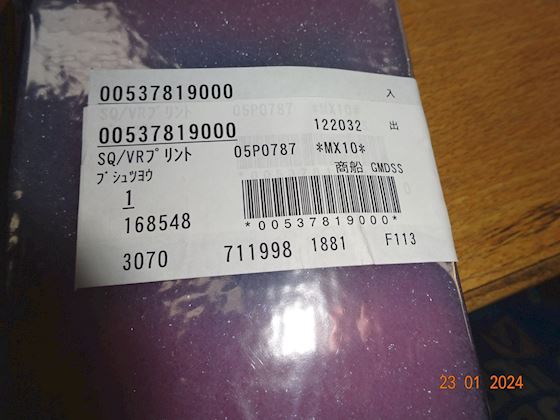 00537819000 入
SQ/VRプリント 05P0787 *MX10*
00537819000 122032 出
SQ/VRプリント 05P0787 *MX10*
ブシュツヨウ 商船 GMDSS
1
168548 *00537819000*
3070 711998 1881 F113
23 01 2024